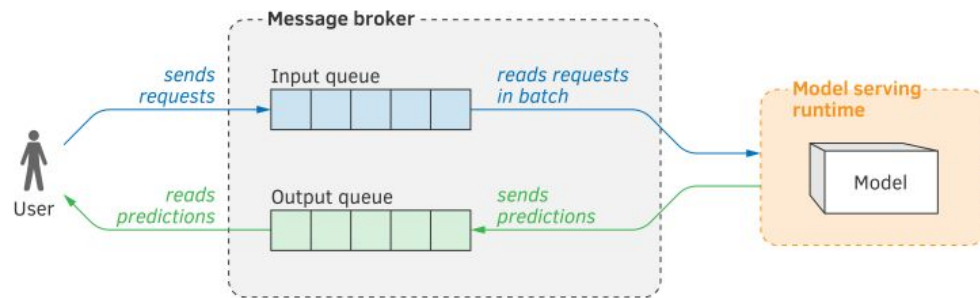 Message broker
sends
requests
Input queue
reads requests
in batch
Model serving
runtime
Model
User
reads
predictions
Output queue
sends
predictions